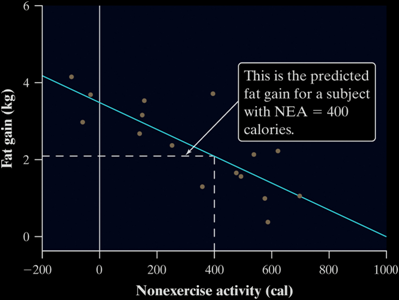 6
4
2
0
Fat gain (kg)
This is the predicted
fat gain for a subject
with NEA = 400
calories.
−200 0 200 400 600 800 1000
Nonexercise activity (cal)